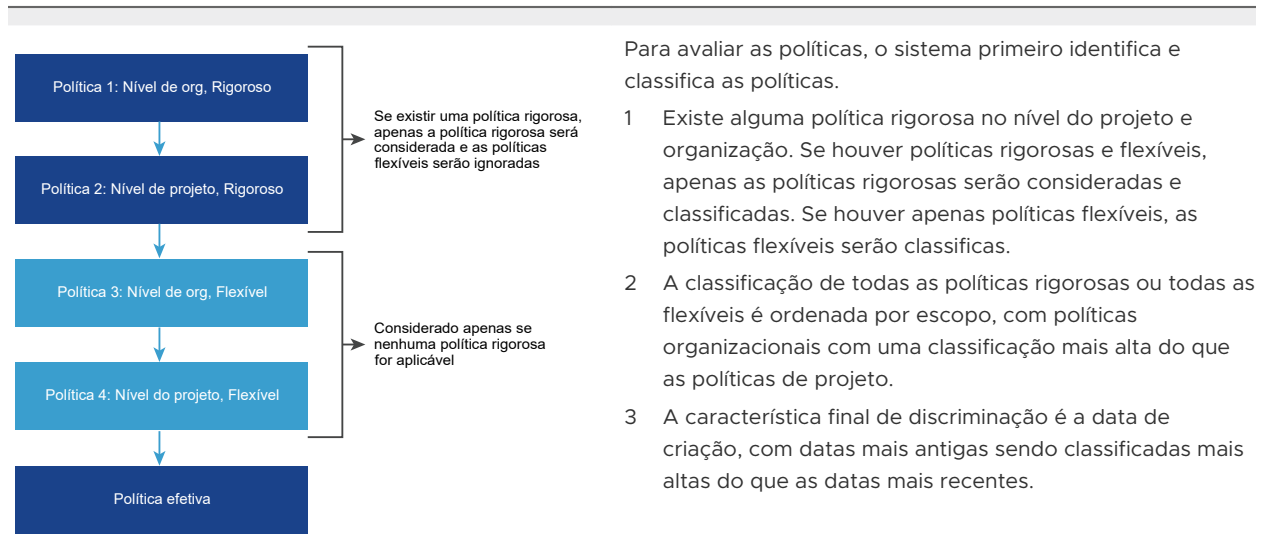 Política 1: Nível de org, Rigoroso
Política 2: Nível de projeto, Rigoroso
Política 3: Nível de org, Flexível
Política 4: Nível do projeto, Flexível
Política efetiva
Se existir uma política rigorosa,
apenas a política rigorosa será
considerada e as políticas
flexíveis serão ignoradas
Considerado apenas se
nenhuma política rigorosa
for aplicável
Para avaliar as políticas, o sistema primeiro identifica e
classifica as políticas.
1 Existe alguma política rigorosa no nível do projeto e
organização. Se houver políticas rigorosas e flexíveis,
apenas as políticas rigorosas serão consideradas e
classificadas. Se houver apenas políticas flexíveis, as
políticas flexíveis serão classificas.
2 A classificação de todas as políticas rigorosas ou todas as
flexíveis é ordenada por escopo, com políticas
organizacionais com uma classificação mais alta do que
as políticas de projeto.
3 A característica final de discriminação é a data de
criação, com datas mais antigas sendo classificadas mais
altas do que as datas mais recentes.